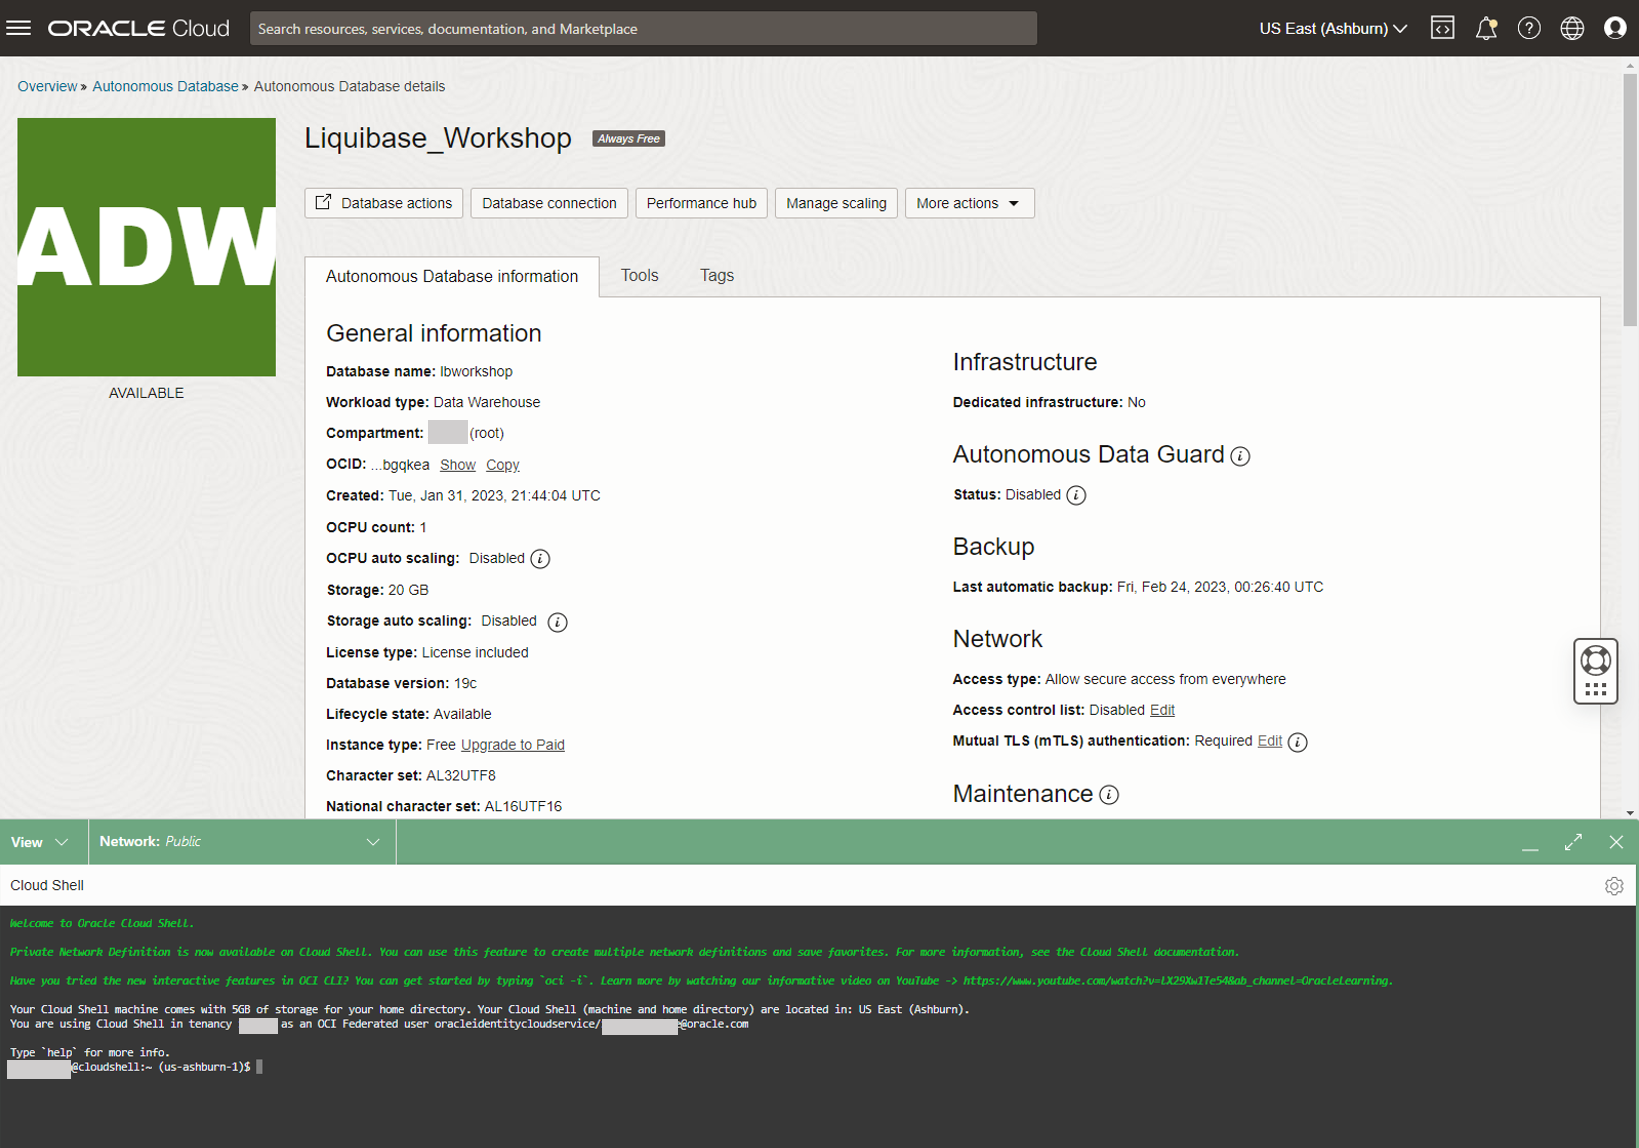 ORACLE Cloud
Search resources, services, documentation, and Marketplace
US East (Ashburn)
Overview » Autonomous Database » Autonomous Database details
ADW
AVAILABLE
Liquibase_Workshop Always Free
Database actions Database connection Performance hub Manage scaling More actions
Autonomous Database information Tools Tags
General information
Database name: lbworkshop
Workload type: Data Warehouse
Compartment: (root)
OCID: ...bgqkea Show Copy
Created: Tue, Jan 31, 2023, 21:44:04 UTC
OCPU count: 1
OCPU auto scaling: Disabled
Storage: 20 GB
Storage auto scaling: Disabled
License type: License included
Database version: 19c
Lifecycle state: Available
Instance type: Free Upgrade to Paid
Character set: AL32UTF8
National character set: AL16UTF16
Infrastructure
Dedicated infrastructure: No
Autonomous Data Guard
Status: Disabled
Backup
Last automatic backup: Fri, Feb 24, 2023, 00:26:40 UTC
Network
Access type: Allow secure access from everywhere
Access control list: Disabled Edit
Mutual TLS (mTLS) authentication: Required Edit
Maintenance
View Network: Public
Cloud Shell
Welcome to Oracle Cloud Shell.
Private Network Definition is now available on Cloud Shell. You can use this feature to create multiple network definitions and save favorites. For more information, see the Cloud Shell documentation.
Have you tried the new interactive features in OCI CLI? You can get started by typing `oci -i`. Learn more by watching our informative video on YouTube -> https://www.youtube.com/watch?v=lX29Xw1Te54&ab_channel=OracleLearning.
Your Cloud Shell machine comes with 5GB of storage for your home directory. Your Cloud Shell (machine and home directory) are located in: US East (Ashburn).
You are using Cloud Shell in tenancy as an OCI Federated user oracleidentitycloudservice/ @oracle.com
Type `help` for more info.
@cloudshell:~ (us-ashburn-1)$